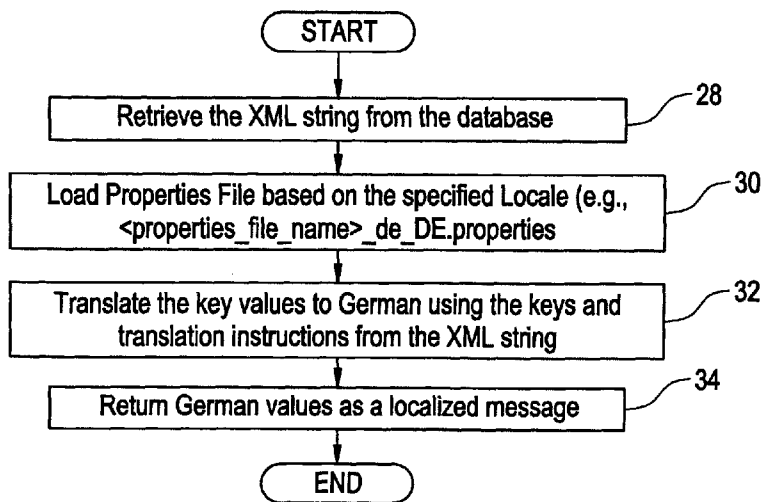 START
Retrieve the XML string from the database
28
Load Properties File based on the specified Locale (e.g.,
<properties_file_name>_de_DE.properties
30
Translate the key values to German using the keys and
translation instructions from the XML string
32
Return German values as a localized message
34
END